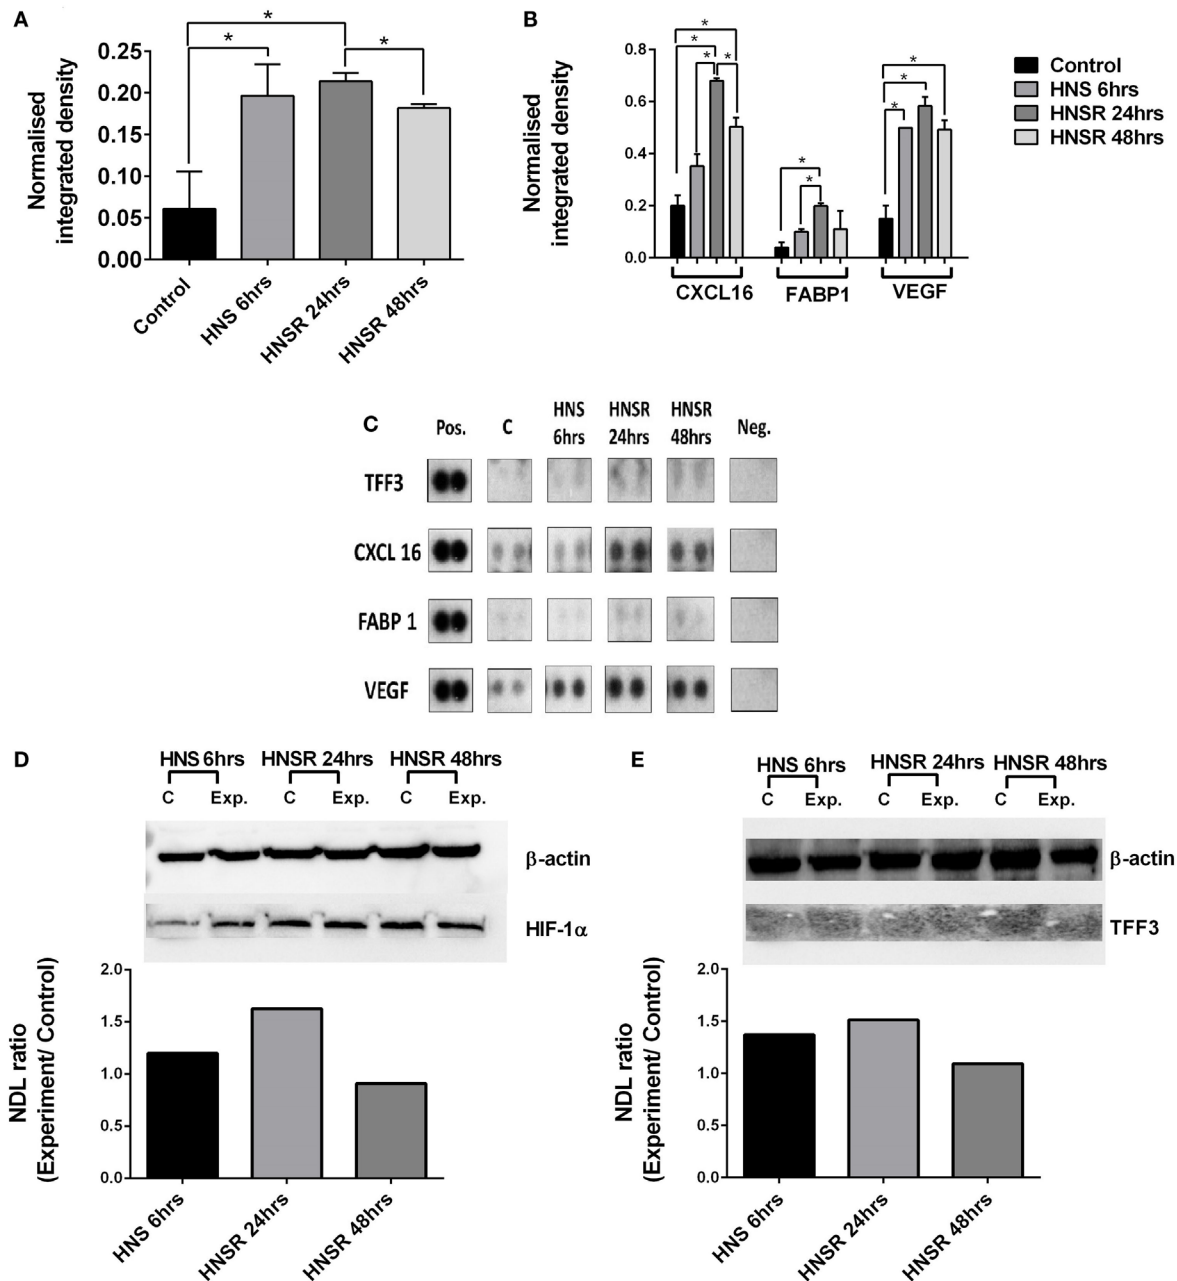 A
Normalised
integrated density
0.25
0.20
0.15
0.10
0.05
0.00
* * *
Control
HNS 6hrs
HNSR 24hrs
HNSR 48hrs
B
Normalised
integrated density
0.8
0.6
0.4
0.2
0.0
* * * * * * * * *
CXCL16
FABP1
VEGF
Control
HNS 6hrs
HNSR 24hrs
HNSR 48hrs
C
Pos. C HNS 6hrs HNSR 24hrs HNSR 48hrs Neg.
TFF3
CXCL 16
FABP 1
VEGF
D
HNS 6hrs HNSR 24hrs HNSR 48hrs
C Exp. C Exp. C Exp.
β-actin
HIF-1α
NDL ratio
(Experiment/ Control)
2.0
1.5
1.0
0.5
0.0
HNS 6hrs
HNSR 24hrs
HNSR 48hrs
E
HNS 6hrs HNSR 24hrs HNSR 48hrs
C Exp. C Exp. C Exp.
β-actin
TFF3
NDL ratio
(Experiment/ Control)
2.0
1.5
1.0
0.5
0.0
HNS 6hrs
HNSR 24hrs
HNSR 48hrs